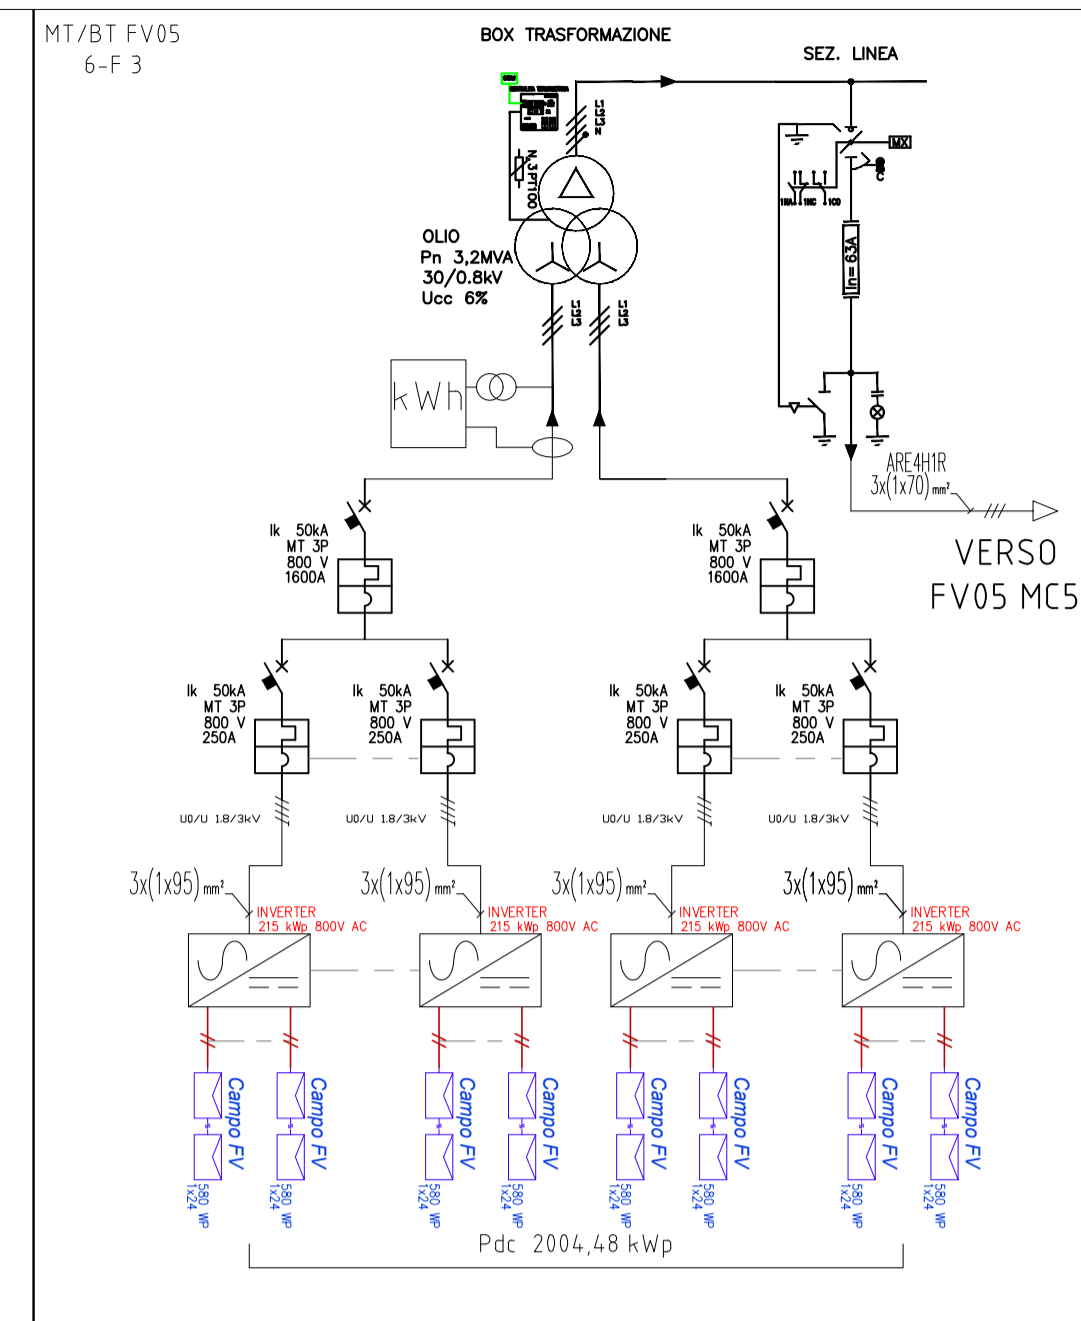 MT/BT FV05
6-F 3
BOX TRASFORMAZIONE
SEZ. LINEA
N.3PT100
MX
1NA 1NC 1CO
In= 63A
OLIO
Pn 3,2MVA
30/0.8kV
Ucc 6%
kWh
ARE4H1R
3x(1x70) mm²
VERSO
FV05 MC5
Ik 50kA
MT 3P
800 V
1600A
Ik 50kA
MT 3P
800 V
1600A
Ik 50kA
MT 3P
800 V
250A
Ik 50kA
MT 3P
800 V
250A
Ik 50kA
MT 3P
800 V
250A
Ik 50kA
MT 3P
800 V
250A
U0/U 1.8/3kV
U0/U 1.8/3kV
U0/U 1.8/3kV
U0/U 1.8/3kV
3x(1x95) mm²
3x(1x95) mm²
3x(1x95) mm²
3x(1x95) mm²
INVERTER
215 kWp 800V AC
INVERTER
215 kWp 800V AC
INVERTER
215 kWp 800V AC
INVERTER
215 kWp 800V AC
Campo FV
Campo FV
Campo FV
Campo FV
Campo FV
Campo FV
Campo FV
Campo FV
580 WP
1x24
580 WP
1x24
580 WP
1x24
580 WP
1x24
580 WP
1x24
580 WP
1x24
580 WP
1x24
580 WP
1x24
Pdc 2004,48 kWp